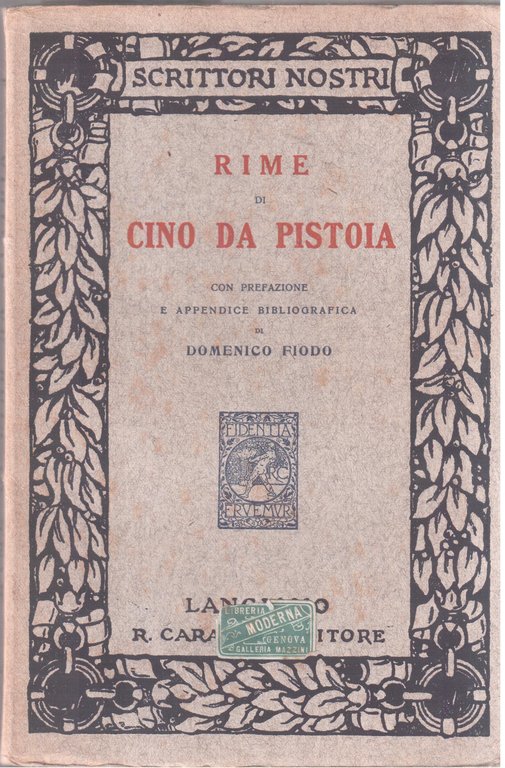 SCRITTORI NOSTRI
RIME
DI
CINO DA PISTOIA
CON PREFAZIONE
E APPENDICE BIBLIOGRAFICA
DI
DOMENICO FIODO
FIDENTIA
FRVEMVR
LIBRERIA
MODERNA
GENOVA
GALLERIA MAZZINI
R.